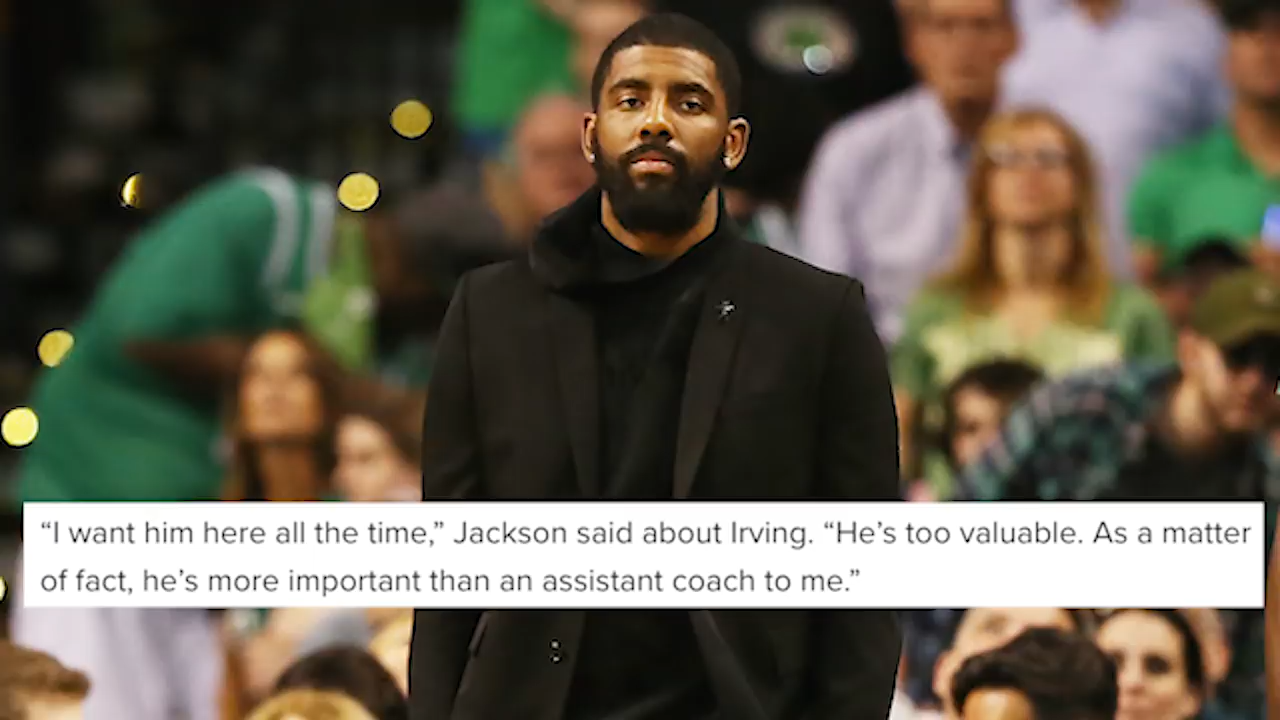 “I want him here all the time,” Jackson said about Irving. “He’s too valuable. As a matter
of fact, he’s more important than an assistant coach to me.”